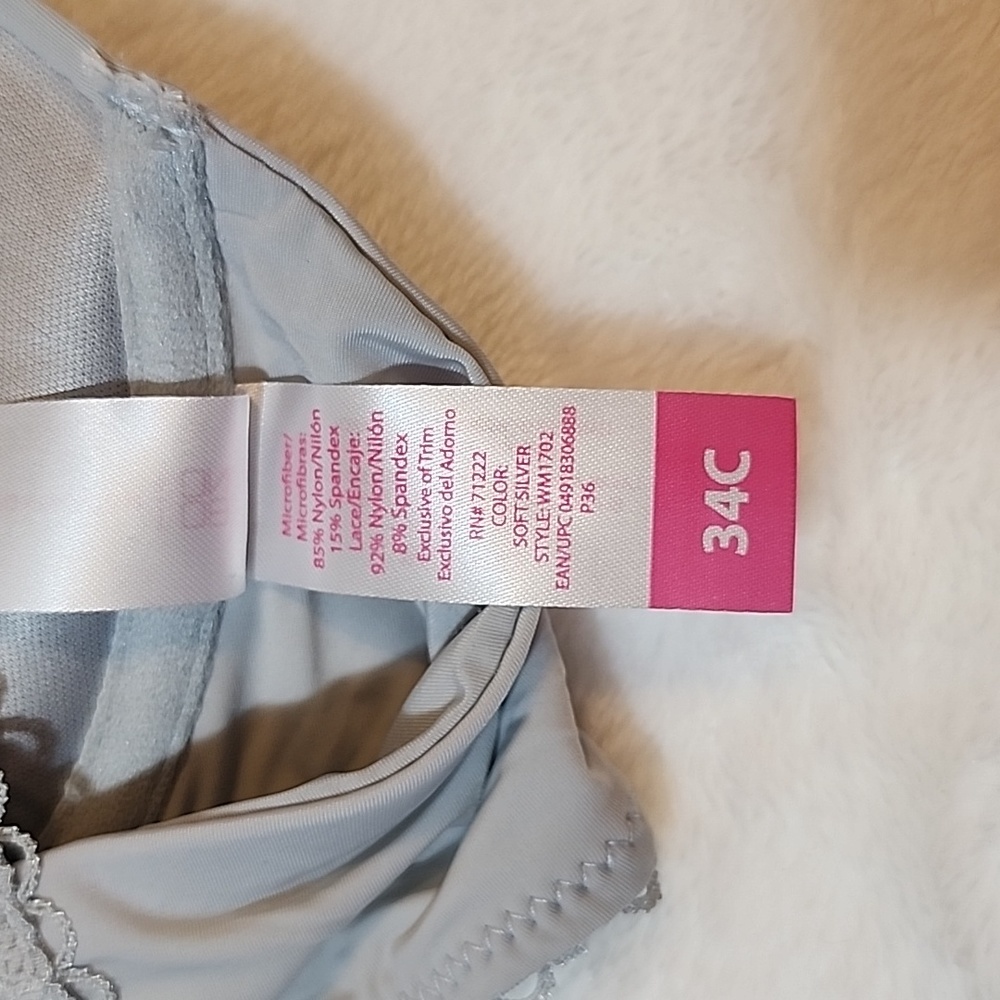 Microfiber/
Microfibras:
85% Nylon/Nilón
15% Spandex
Lace/Encaje:
92% Nylon/Nilón
8% Spandex
Exclusive of Trim
Exclusivo del Adorno
RN# 71222
COLOR:
SOFT SILVER
STYLE:WM1702
EAN/UPC 04918306888
P36
34C